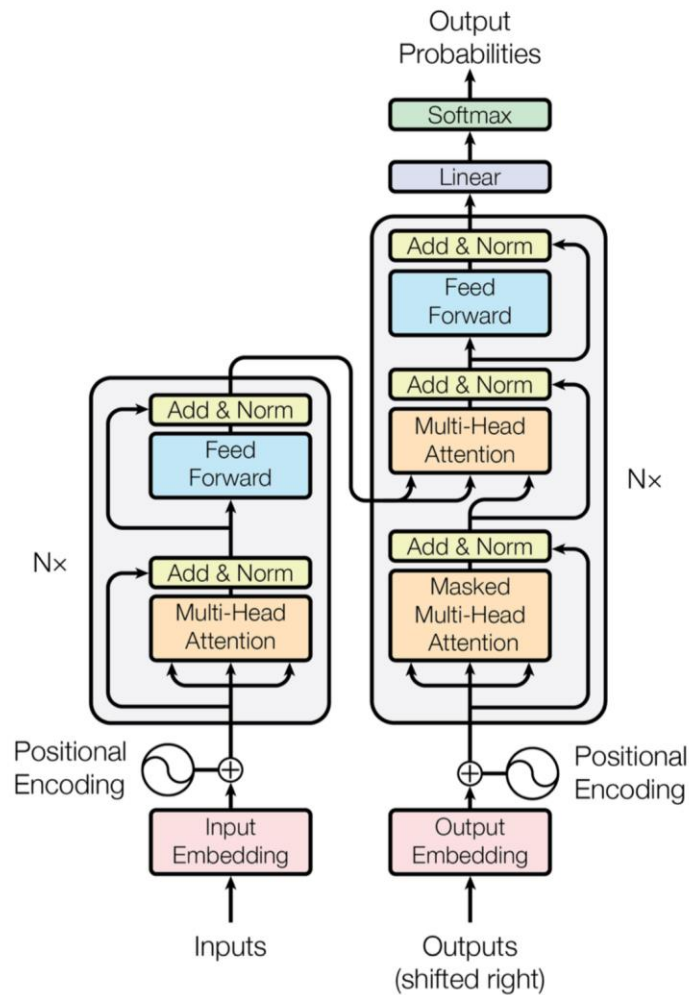 Output
Probabilities
Softmax
Linear
Add & Norm
Feed
Forward
Add & Norm
Multi-Head
Attention
Add & Norm
Masked
Multi-Head
Attention
Nx
Add & Norm
Feed
Forward
Add & Norm
Multi-Head
Attention
Nx
Positional
Encoding
Positional
Encoding
Input
Embedding
Output
Embedding
Inputs
Outputs
(shifted right)